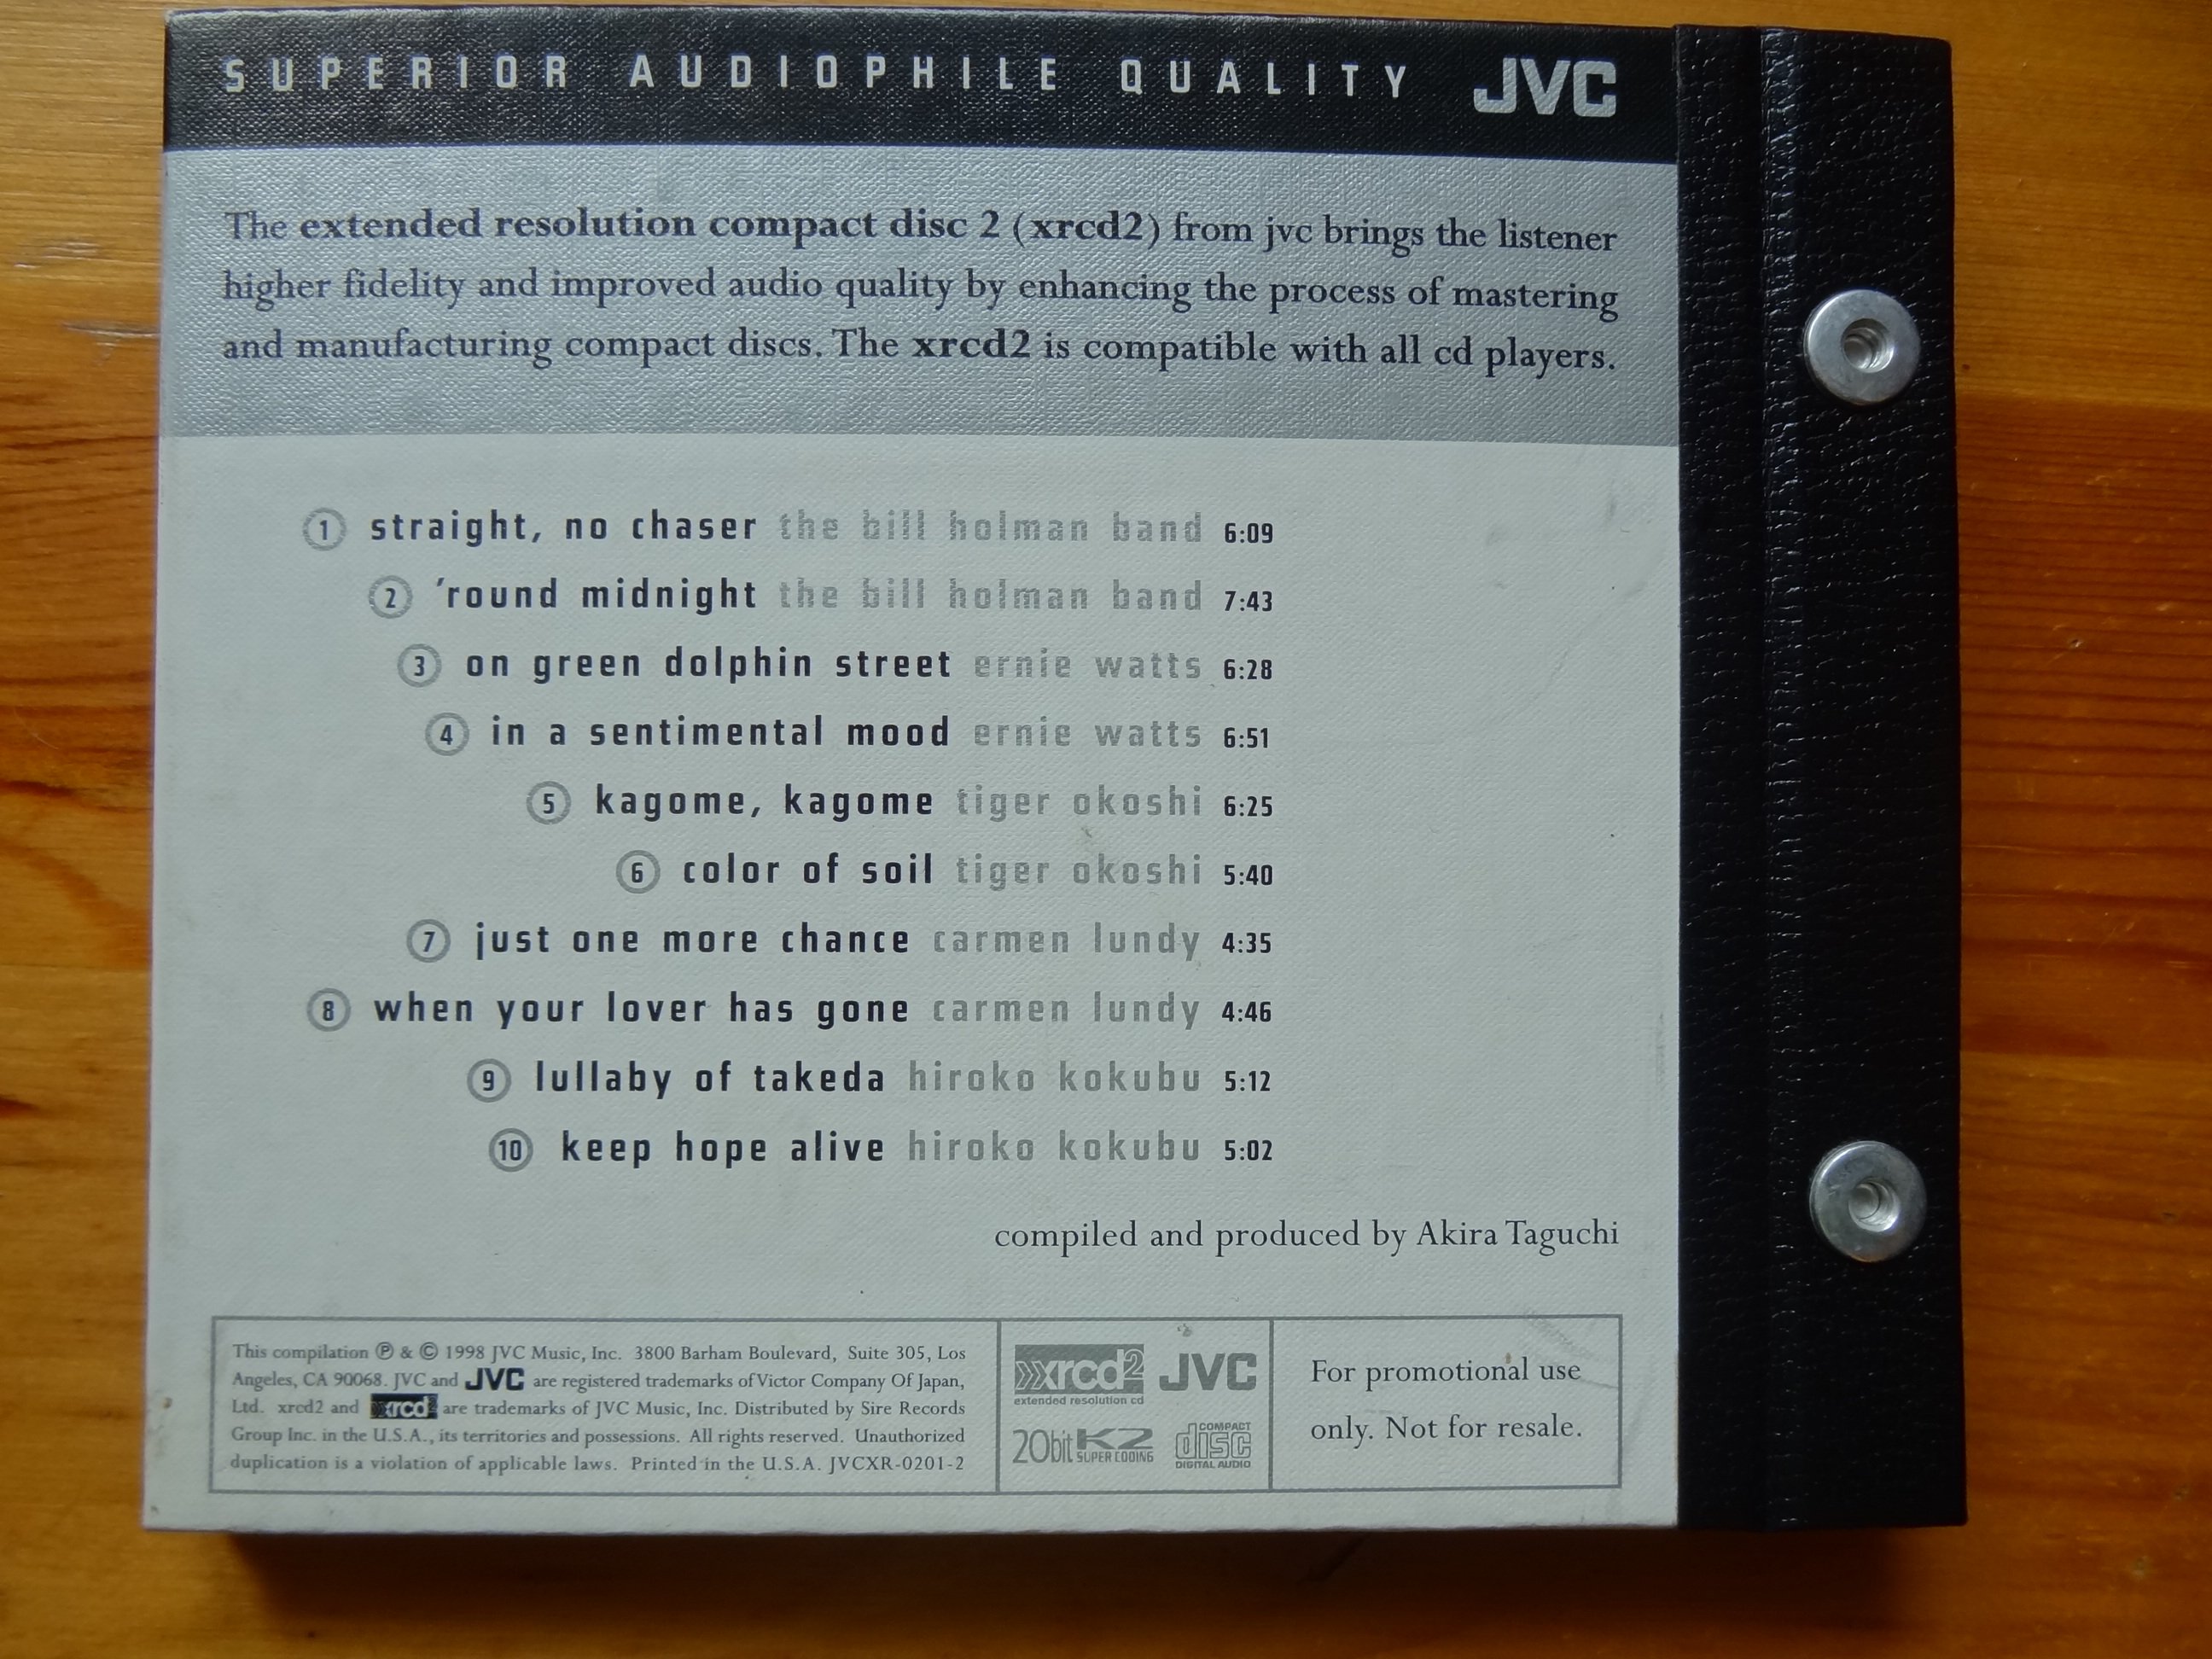 SUPERIOR AUDIOPHILE QUALITY JVC
The extended resolution compact disc 2 (xrcd2) from jvc brings the listener
higher fidelity and improved audio quality by enhancing the process of mastering
and manufacturing compact discs. The xrcd2 is compatible with all cd players.
1 straight, no chaser the bill holman band 6:09
2 'round midnight the bill holman band 7:43
3 on green dolphin street ernie watts 6:28
4 in a sentimental mood ernie watts 6:51
5 kagome, kagome tiger okoshi 6:25
6 color of soil tiger okoshi 5:40
7 just one more chance carmen lundy 4:35
8 when your lover has gone carmen lundy 4:46
9 lullaby of takeda hiroko kokubu 5:12
10 keep hope alive hiroko kokubu 5:02
compiled and produced by Akira Taguchi
This compilation ℗ & © 1998 JVC Music, Inc. 3800 Barham Boulevard, Suite 305, Los
Angeles, CA 90068. JVC and JVC are registered trademarks of Victor Company Of Japan,
Ltd. xrcd2 and xrcd2 are trademarks of JVC Music, Inc. Distributed by Sire Records
Group Inc. in the U.S.A., its territories and possessions. All rights reserved. Unauthorized
duplication is a violation of applicable laws. Printed in the U.S.A. JVCXR-0201-2
xrcd2 JVC
extended resolution cd
20bit K2 SUPER CODING
COMPACT disc DIGITAL AUDIO
For promotional use
only. Not for resale.